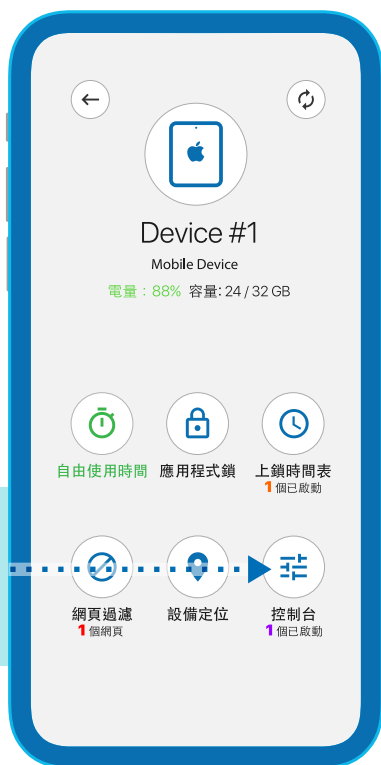 Device #1
Mobile Device
電量：88% 容量: 24 / 32 GB
自由使用時間 應用程式鎖 上鎖時間表
1個已啟動
網頁過濾 設備定位 控制台
1個網頁 1個已啟動